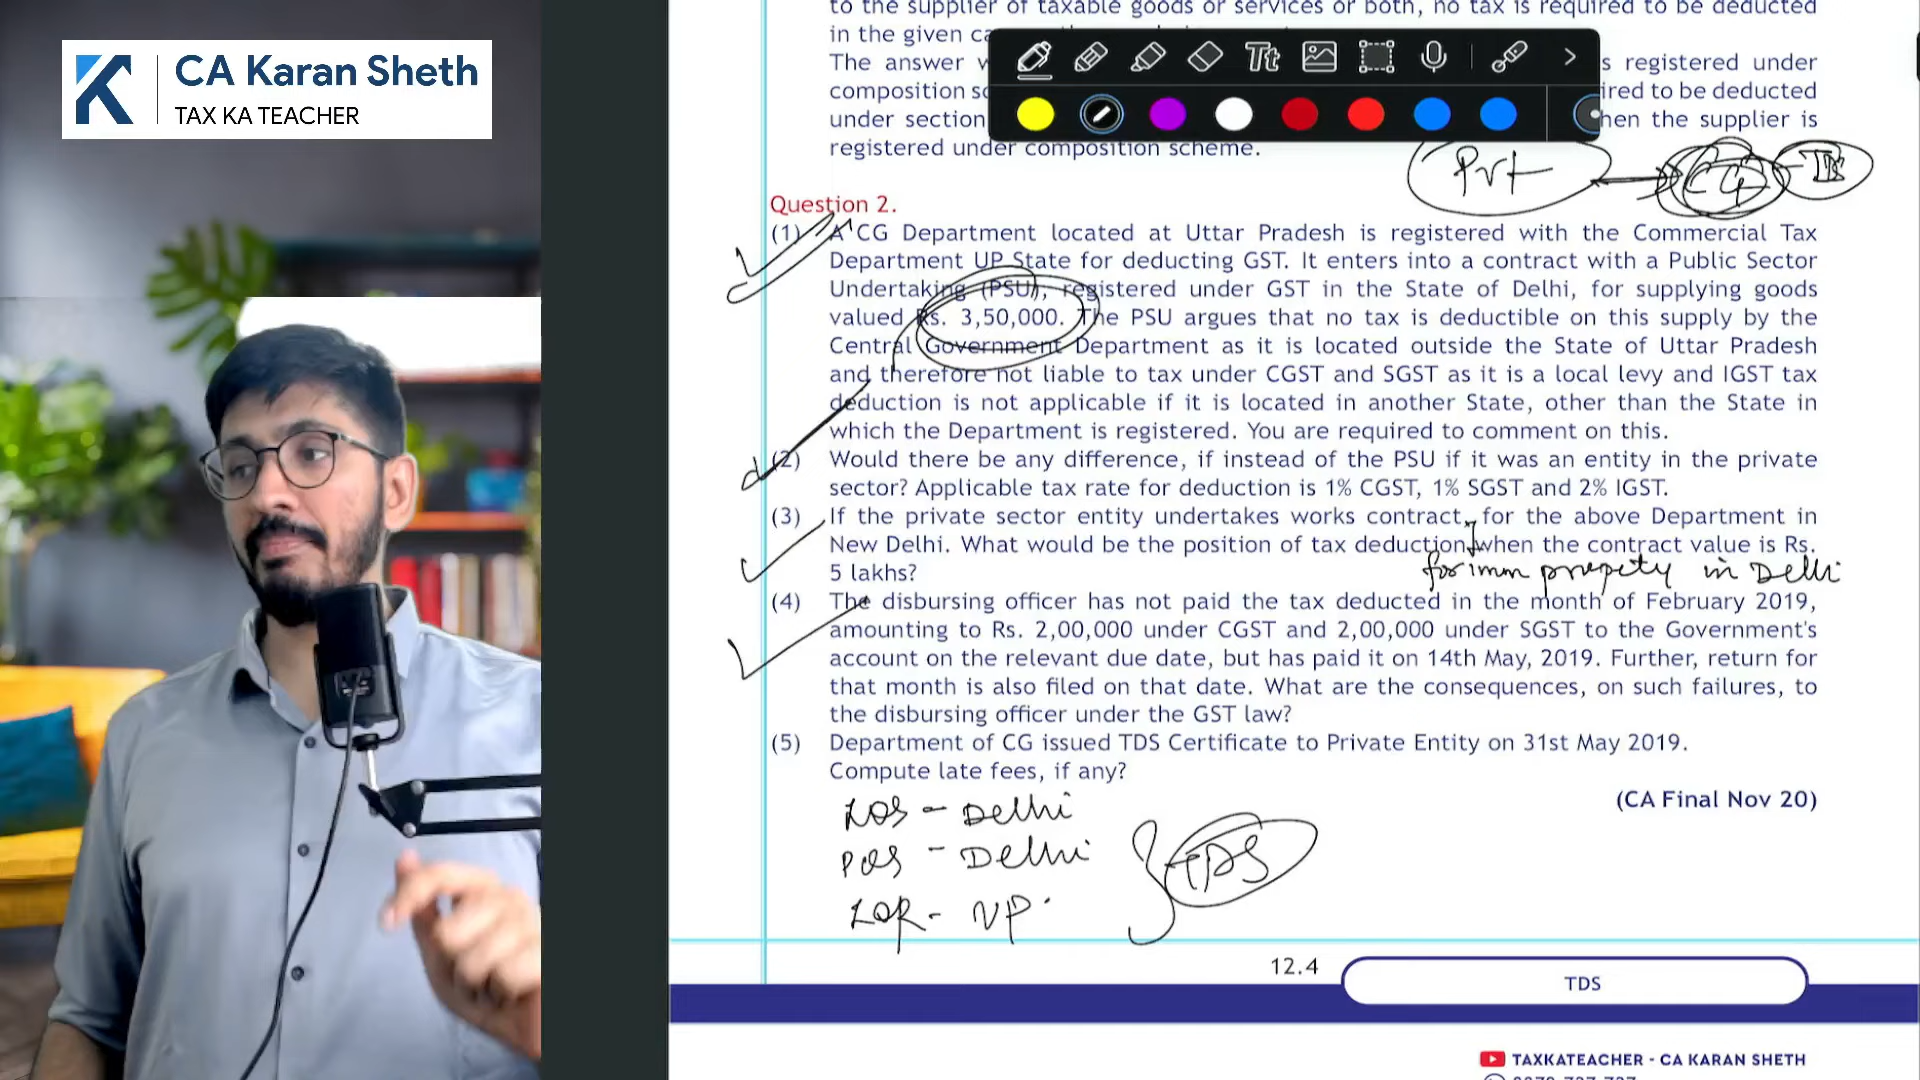 CA Karan Sheth
TAX KA TEACHER
to the supplier of taxable goods or services or both, no tax is required to be deducted
in the given ca
The answer w s registered under
composition sc ired to be deducted
under section hen the supplier is
registered under composition scheme.
Pvt CG TDS
Question 2.
(1) A CG Department located at Uttar Pradesh is registered with the Commercial Tax
Department UP State for deducting GST. It enters into a contract with a Public Sector
Undertaking (PSU), registered under GST in the State of Delhi, for supplying goods
valued Rs. 3,50,000. The PSU argues that no tax is deductible on this supply by the
Central Government Department as it is located outside the State of Uttar Pradesh
and therefore not liable to tax under CGST and SGST as it is a local levy and IGST tax
deduction is not applicable if it is located in another State, other than the State in
which the Department is registered. You are required to comment on this.
(2) Would there be any difference, if instead of the PSU if it was an entity in the private
sector? Applicable tax rate for deduction is 1% CGST, 1% SGST and 2% IGST.
(3) If the private sector entity undertakes works contract, for the above Department in
New Delhi. What would be the position of tax deduction, when the contract value is Rs.
5 lakhs?
for imm property in Delhi
(4) The disbursing officer has not paid the tax deducted in the month of February 2019,
amounting to Rs. 2,00,000 under CGST and 2,00,000 under SGST to the Government's
account on the relevant due date, but has paid it on 14th May, 2019. Further, return for
that month is also filed on that date. What are the consequences, on such failures, to
the disbursing officer under the GST law?
(5) Department of CG issued TDS Certificate to Private Entity on 31st May 2019.
Compute late fees, if any?
(CA Final Nov 20)
LOS - Delhi
POS - Delhi
LOR - UP
TDS
12.4
TDS
TAXKATEACHER - CA KARAN SHETH